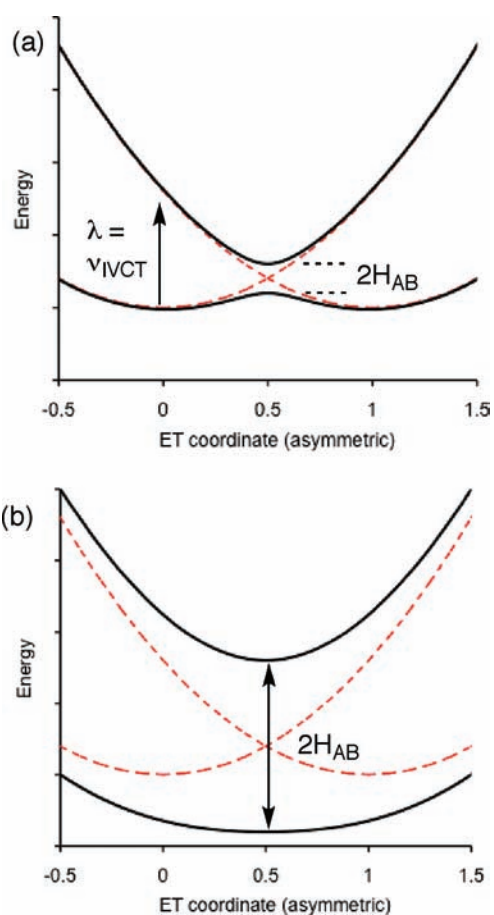 (a)
Energy
λ =
νIVCT
2HAB
-0.5 0 0.5 1 1.5
ET coordinate (asymmetric)
(b)
Energy
2HAB
-0.5 0 0.5 1 1.5
ET coordinate (asymmetric)